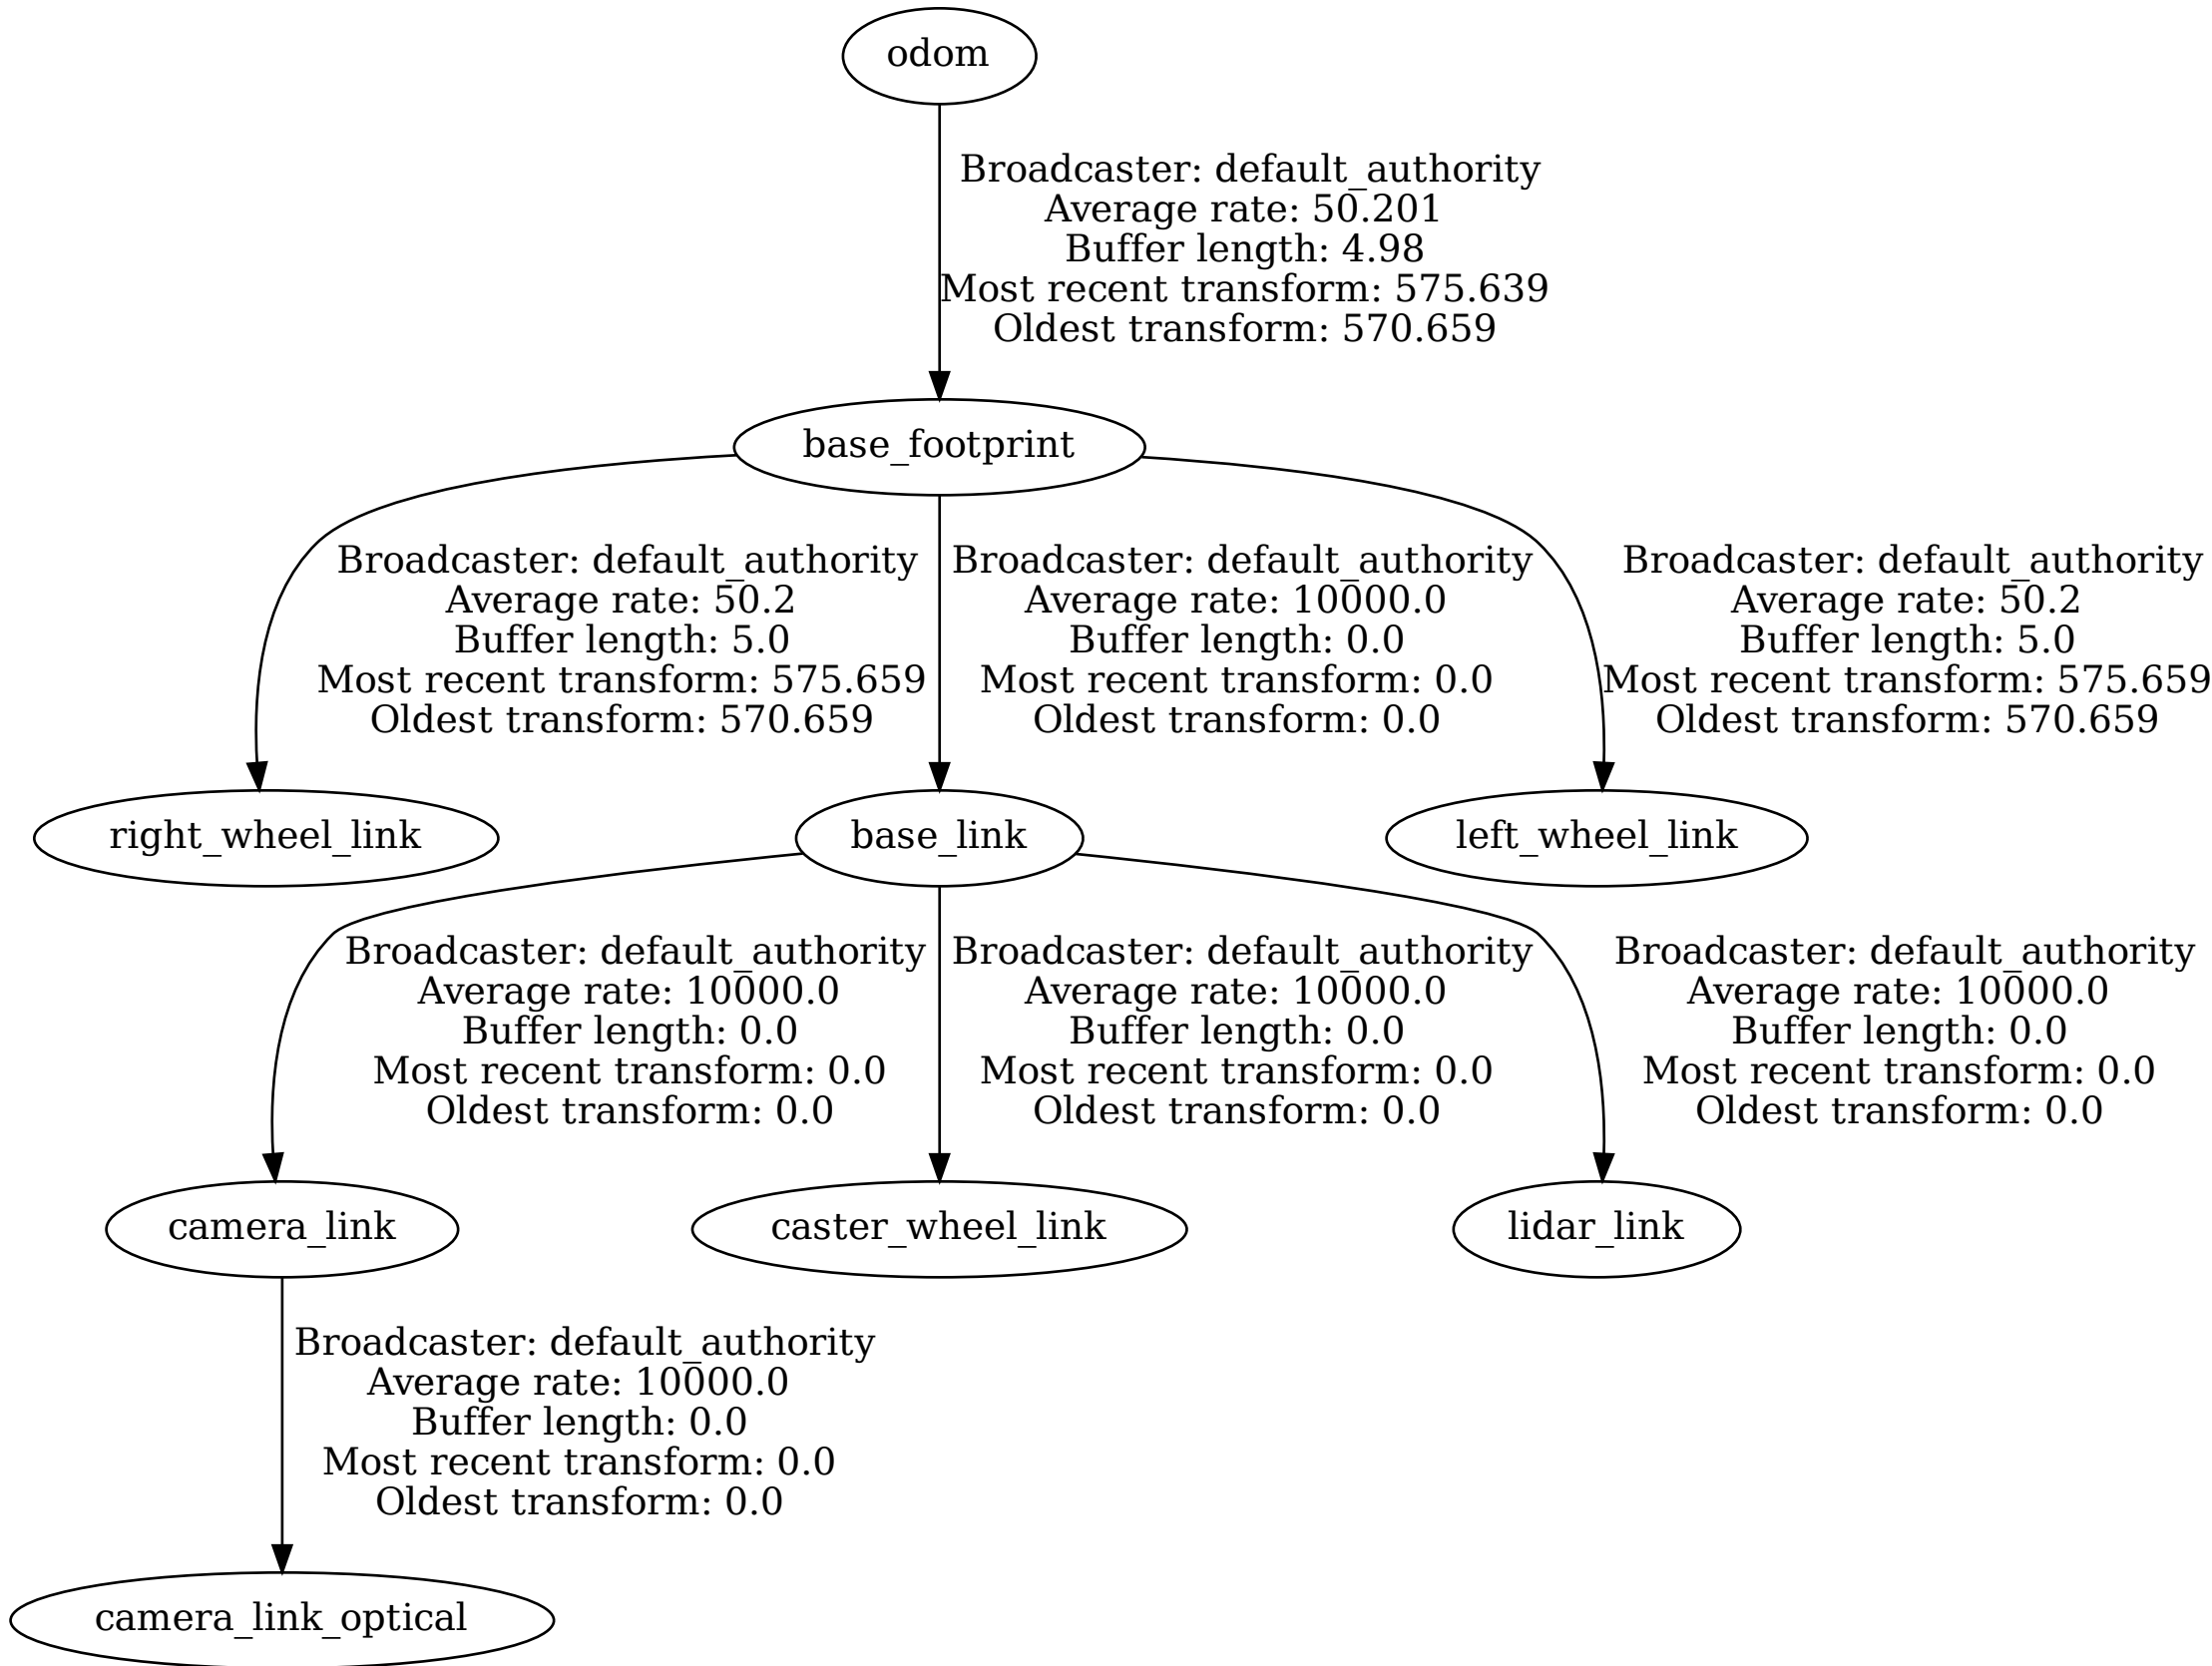 odom
Broadcaster: default_authority
Average rate: 50.201
Buffer length: 4.98
Most recent transform: 575.639
Oldest transform: 570.659
base_footprint
Broadcaster: default_authority
Average rate: 50.2
Buffer length: 5.0
Most recent transform: 575.659
Oldest transform: 570.659
Broadcaster: default_authority
Average rate: 10000.0
Buffer length: 0.0
Most recent transform: 0.0
Oldest transform: 0.0
Broadcaster: default_authority
Average rate: 50.2
Buffer length: 5.0
Most recent transform: 575.659
Oldest transform: 570.659
right_wheel_link
base_link
left_wheel_link
Broadcaster: default_authority
Average rate: 10000.0
Buffer length: 0.0
Most recent transform: 0.0
Oldest transform: 0.0
Broadcaster: default_authority
Average rate: 10000.0
Buffer length: 0.0
Most recent transform: 0.0
Oldest transform: 0.0
Broadcaster: default_authority
Average rate: 10000.0
Buffer length: 0.0
Most recent transform: 0.0
Oldest transform: 0.0
camera_link
caster_wheel_link
lidar_link
Broadcaster: default_authority
Average rate: 10000.0
Buffer length: 0.0
Most recent transform: 0.0
Oldest transform: 0.0
camera_link_optical